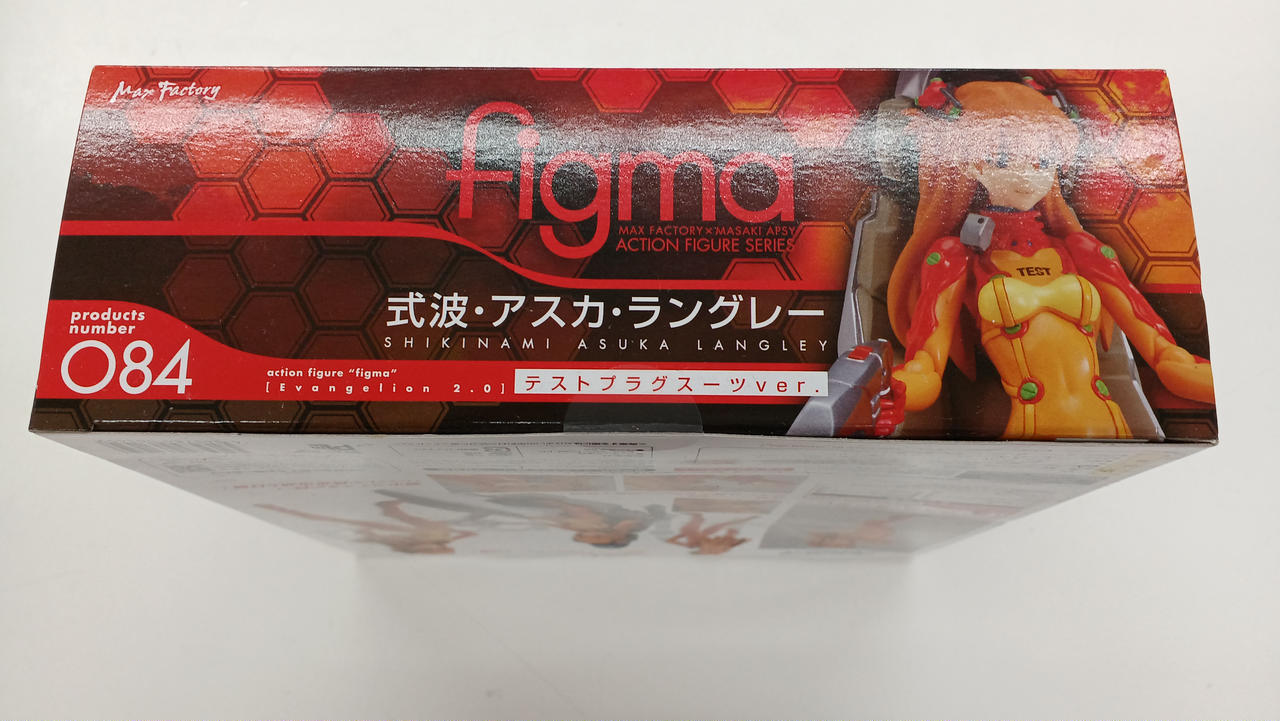 Max Factory
figma
MAX FACTORY×MASAKI APSY
ACTION FIGURE SERIES
TEST
式波・アスカ・ラングレー
SHIKINAMI ASUKA LANGLEY
products
number
084
action figure "figma"
[Evangelion 2.0] テストプラグスーツver.